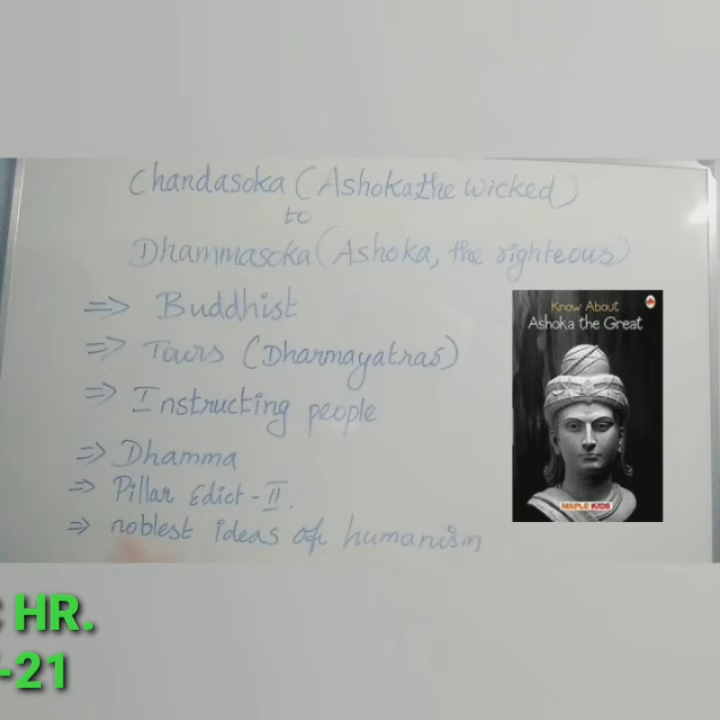 Chandasoka (Ashoka the wicked)
to
Dhammasoka (Ashoka, the righteous)
⇒ Buddhist
⇒ Tours (Dharmayatras)
⇒ Instructing people
⇒ Dhamma
⇒ Pillar Edict - II.
⇒ noblest ideas of humanism
Know About
Ashoka the Great
MAPLE KIDS
HR.
-21